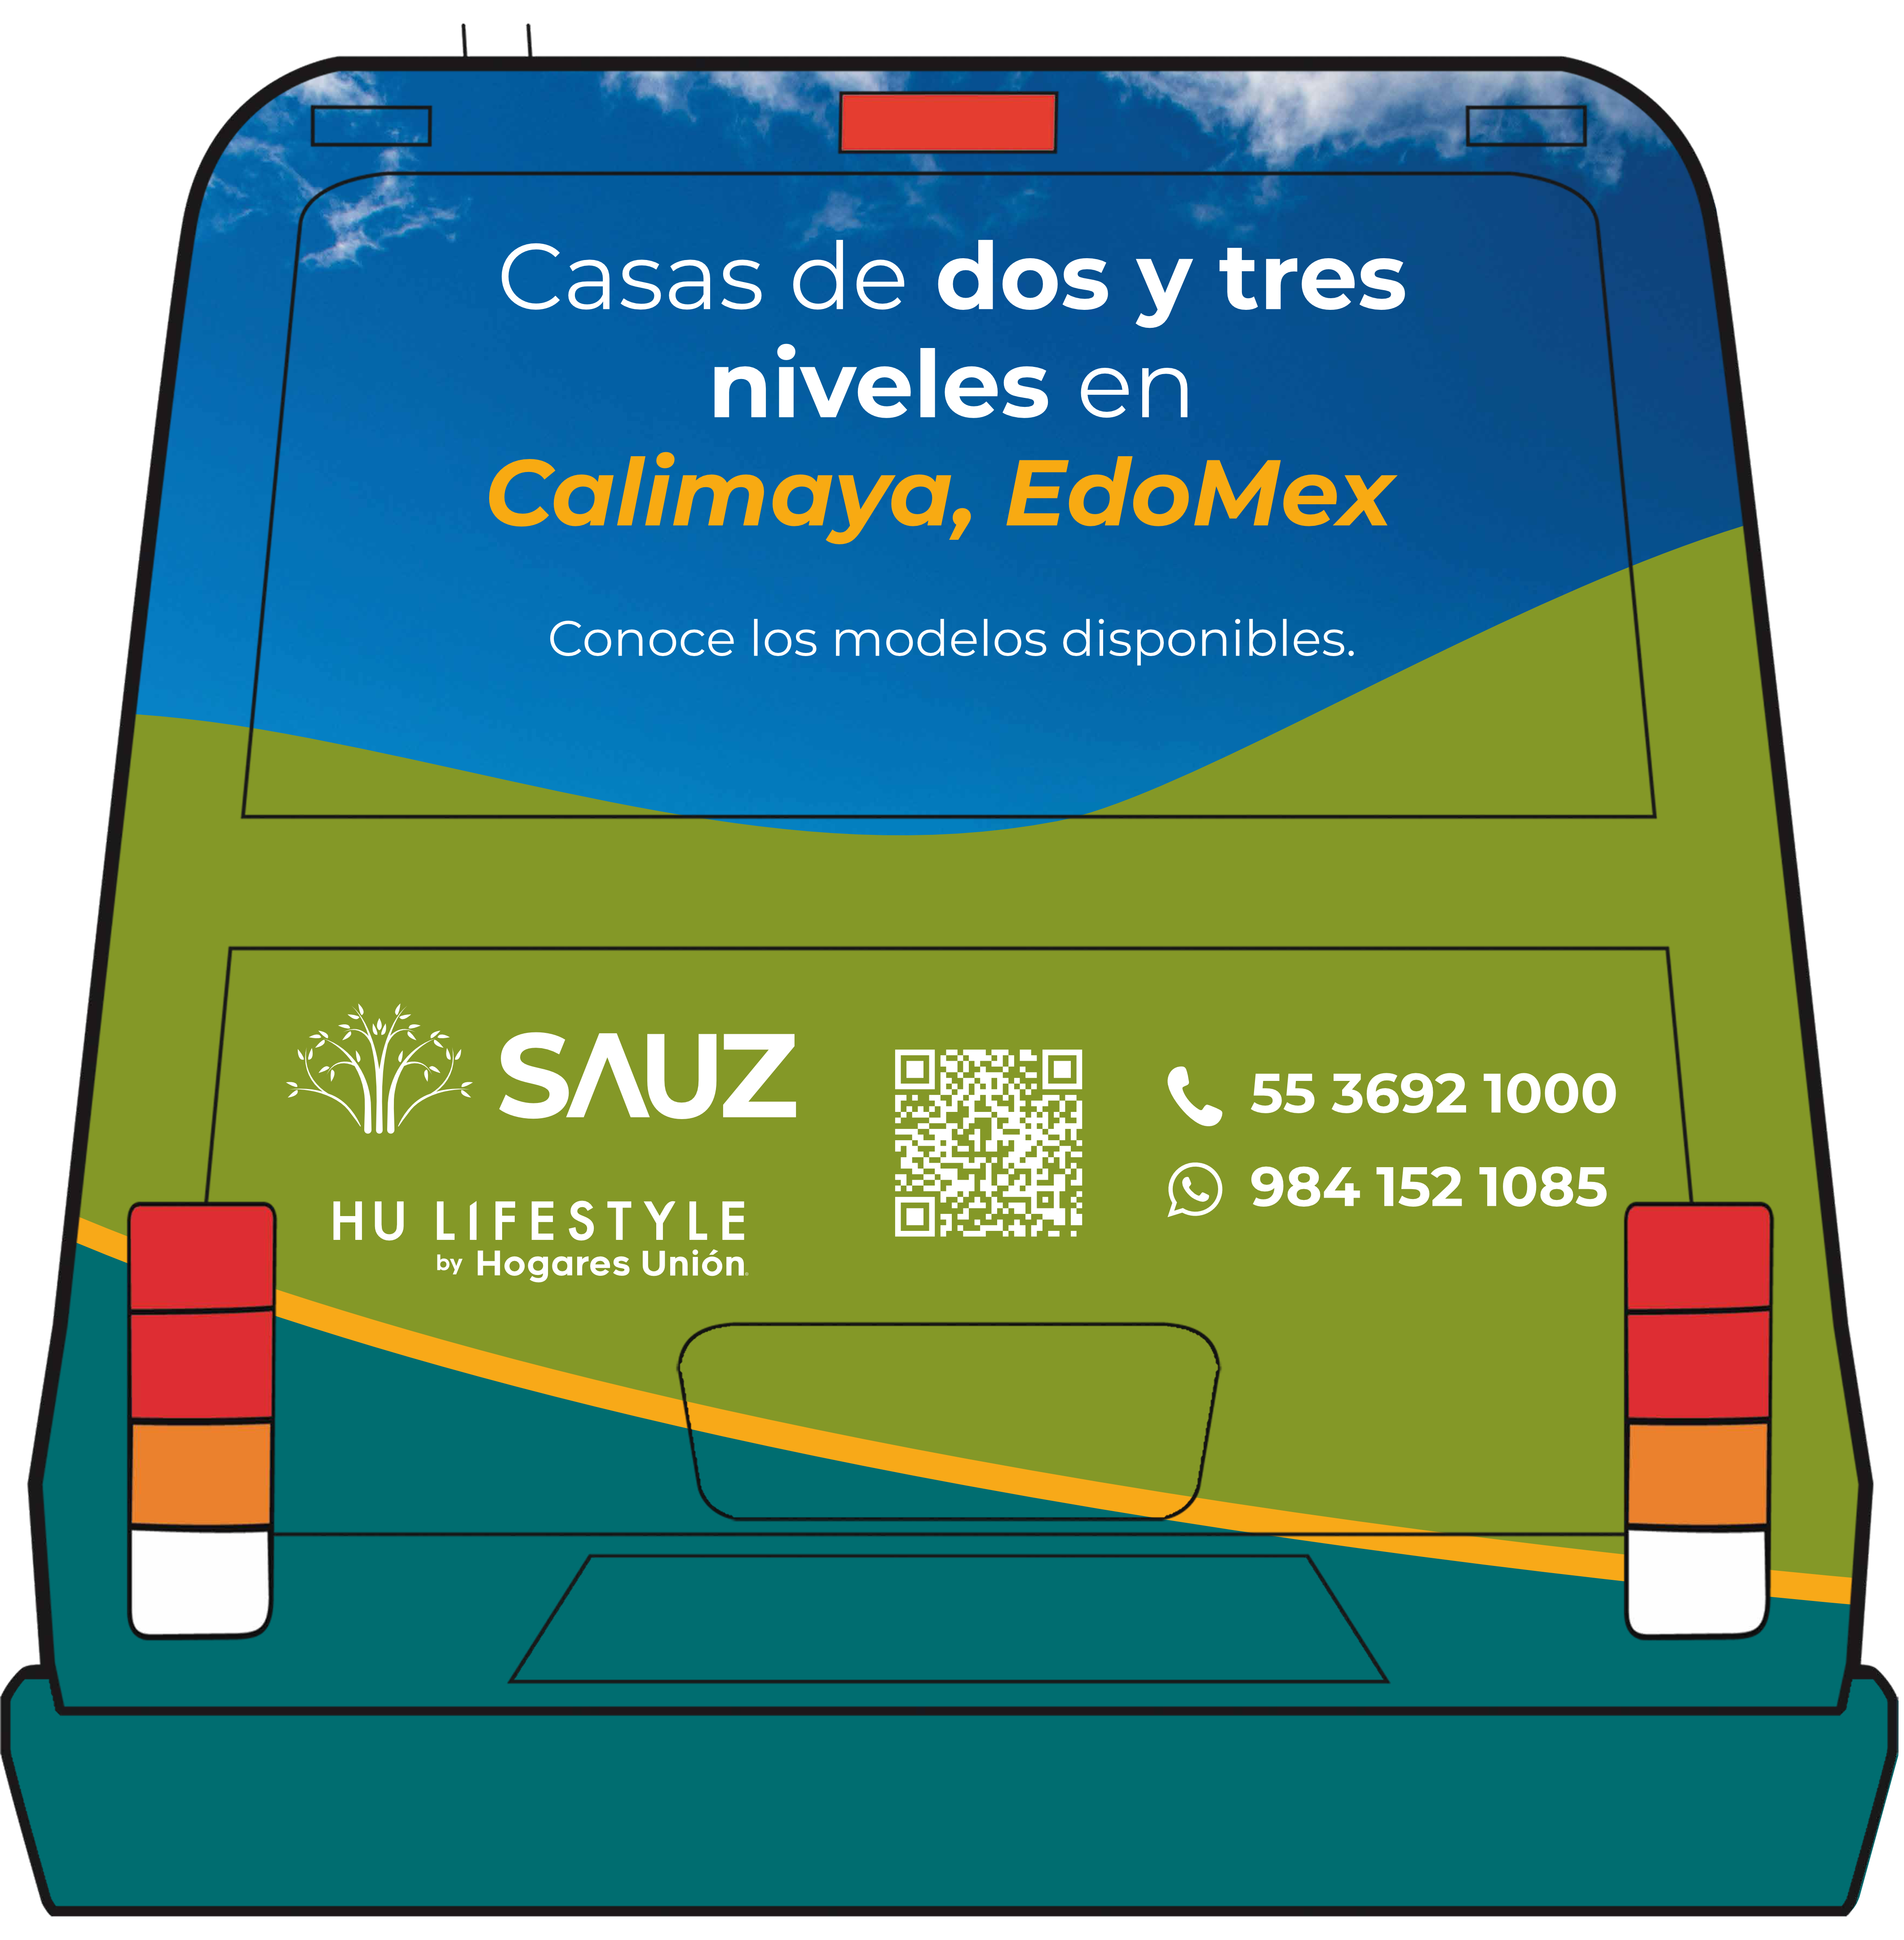 Casas de dos y tres
niveles en
Calimaya, EdoMex
Conoce los modelos disponibles.
SAUZ
HU LIFESTYLE
by Hogares Unión
55 3692 1000
984 152 1085